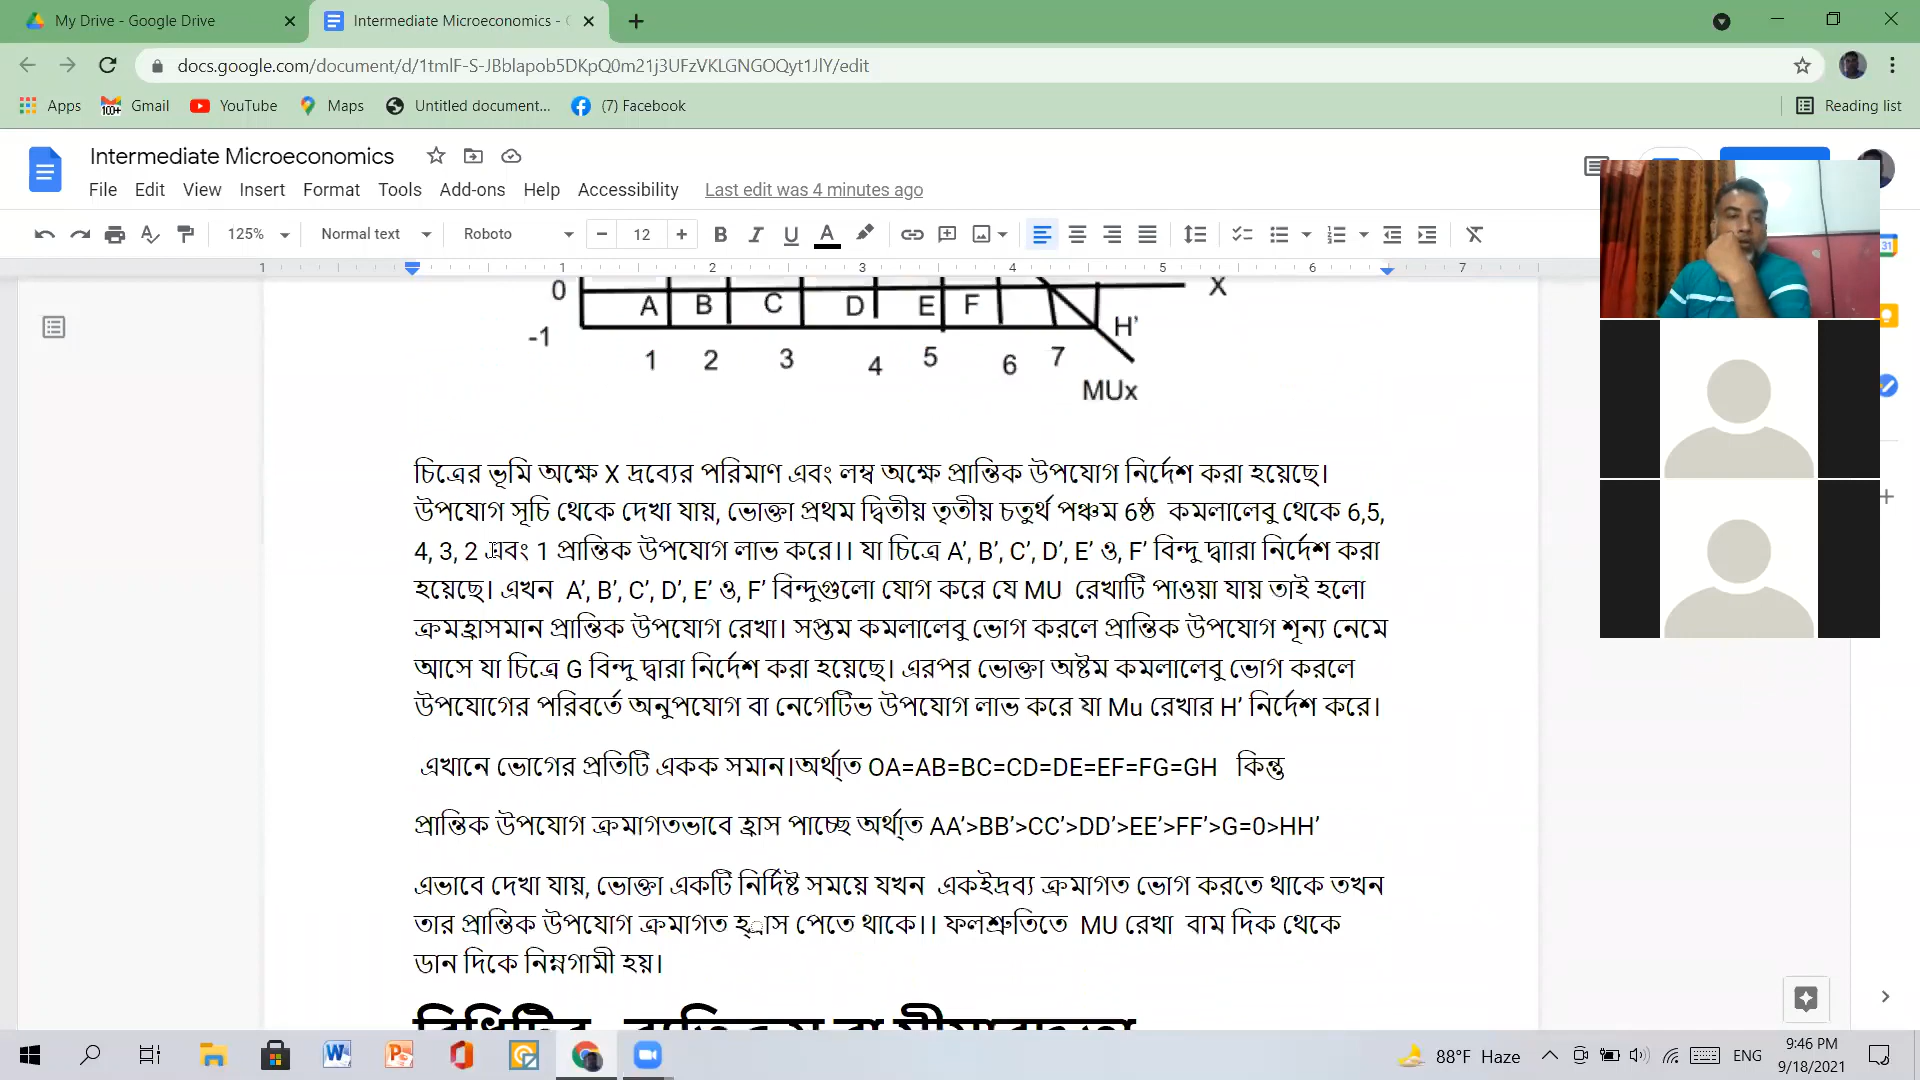 My Drive - Google Drive
Intermediate Microeconomics -
docs.google.com/document/d/1tmlF-S-JBblapob5DKpQ0m21j3UFzVKLGNGOQyt1JlY/edit
Apps Gmail YouTube Maps Untitled document... (7) Facebook Reading list
Intermediate Microeconomics
File Edit View Insert Format Tools Add-ons Help Accessibility Last edit was 4 minutes ago
125% Normal text Roboto 12
1 1 2 3 4 5 6 7
0 A B C D E F X
-1 H’
1 2 3 4 5 6 7
MUx
চিত্রের ভূমি অক্ষে X দ্রব্যের পরিমাণ এবং লম্ব অক্ষে প্রান্তিক উপযোগ নির্দেশ করা হয়েছে।
উপযোগ সূচি থেকে দেখা যায়, ভোক্তা প্রথম দ্বিতীয় তৃতীয় চতুর্থ পঞ্চম 6ষ্ঠ কমলালেবু থেকে 6,5,
4, 3, 2 এবং 1 প্রান্তিক উপযোগ লাভ করে।। যা চিত্রে A’, B’, C’, D’, E’ ও, F’ বিন্দু দ্বারা নির্দেশ করা
হয়েছে। এখন A’, B’, C’, D’, E’ ও, F’ বিন্দুগুলো যোগ করে যে MU রেখাটি পাওয়া যায় তাই হলো
ক্রমহ্রাসমান প্রান্তিক উপযোগ রেখা। সপ্তম কমলালেবু ভোগ করলে প্রান্তিক উপযোগ শূন্য নেমে
আসে যা চিত্রে G বিন্দু দ্বারা নির্দেশ করা হয়েছে। এরপর ভোক্তা অষ্টম কমলালেবু ভোগ করলে
উপযোগের পরিবর্তে অনুপযোগ বা নেগেটিভ উপযোগ লাভ করে যা Mu রেখার H’ নির্দেশ করে।
এখানে ভোগের প্রতিটি একক সমান।অর্থা্ত OA=AB=BC=CD=DE=EF=FG=GH কিন্তু
প্রান্তিক উপযোগ ক্রমাগতভাবে হ্রাস পাচ্ছে অর্থা্ত AA’>BB’>CC’>DD’>EE’>FF’>G=0>HH’
এভাবে দেখা যায়, ভোক্তা একটি নির্দিষ্ট সময়ে যখন একইদ্রব্য ক্রমাগত ভোগ করতে থাকে তখন
তার প্রান্তিক উপযোগ ক্রমাগত হ্্রাস পেতে থাকে।। ফলশ্রুতিতে MU রেখা বাম দিক থেকে
ডান দিকে নিম্নগামী হয়।
88°F Haze ENG 9:46 PM
9/18/2021